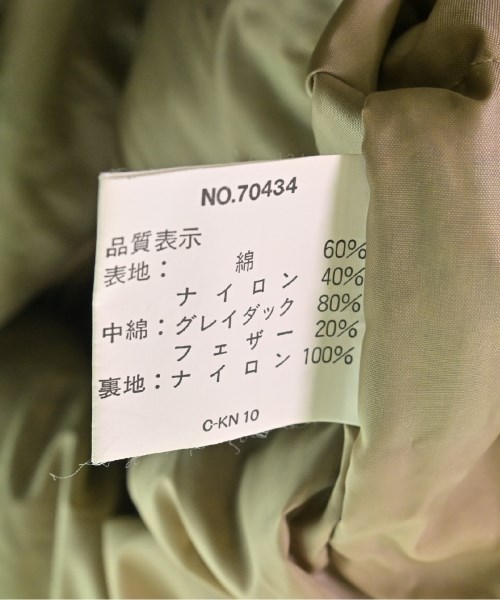 NO.70434
品質表示
表地： 綿 60%
ナイロン 40%
中綿：グレイダック 80%
フェザー 20%
裏地：ナイロン 100%
C-KN 10